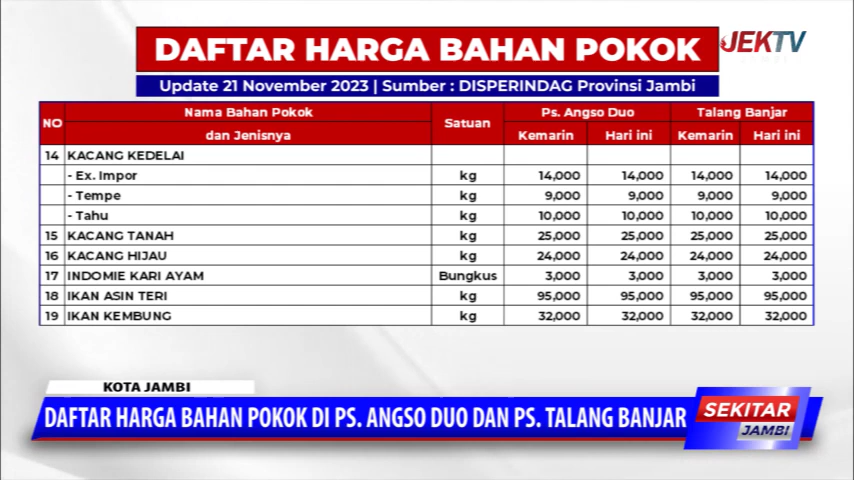 DAFTAR HARGA BAHAN POKOK
JEKTV
Update 21 November 2023 | Sumber : DISPERINDAG Provinsi Jambi
NO Nama Bahan Pokok dan Jenisnya Satuan Ps. Angso Duo Talang Banjar
Kemarin Hari ini Kemarin Hari ini
14 KACANG KEDELAI
- Ex. Impor kg 14,000 14,000 14,000 14,000
- Tempe kg 9,000 9,000 9,000 9,000
- Tahu kg 10,000 10,000 10,000 10,000
15 KACANG TANAH kg 25,000 25,000 25,000 25,000
16 KACANG HIJAU kg 24,000 24,000 24,000 24,000
17 INDOMIE KARI AYAM Bungkus 3,000 3,000 3,000 3,000
18 IKAN ASIN TERI kg 95,000 95,000 95,000 95,000
19 IKAN KEMBUNG kg 32,000 32,000 32,000 32,000
KOTA JAMBI
DAFTAR HARGA BAHAN POKOK DI PS. ANGSO DUO DAN PS. TALANG BANJAR
SEKITAR
JAMBI